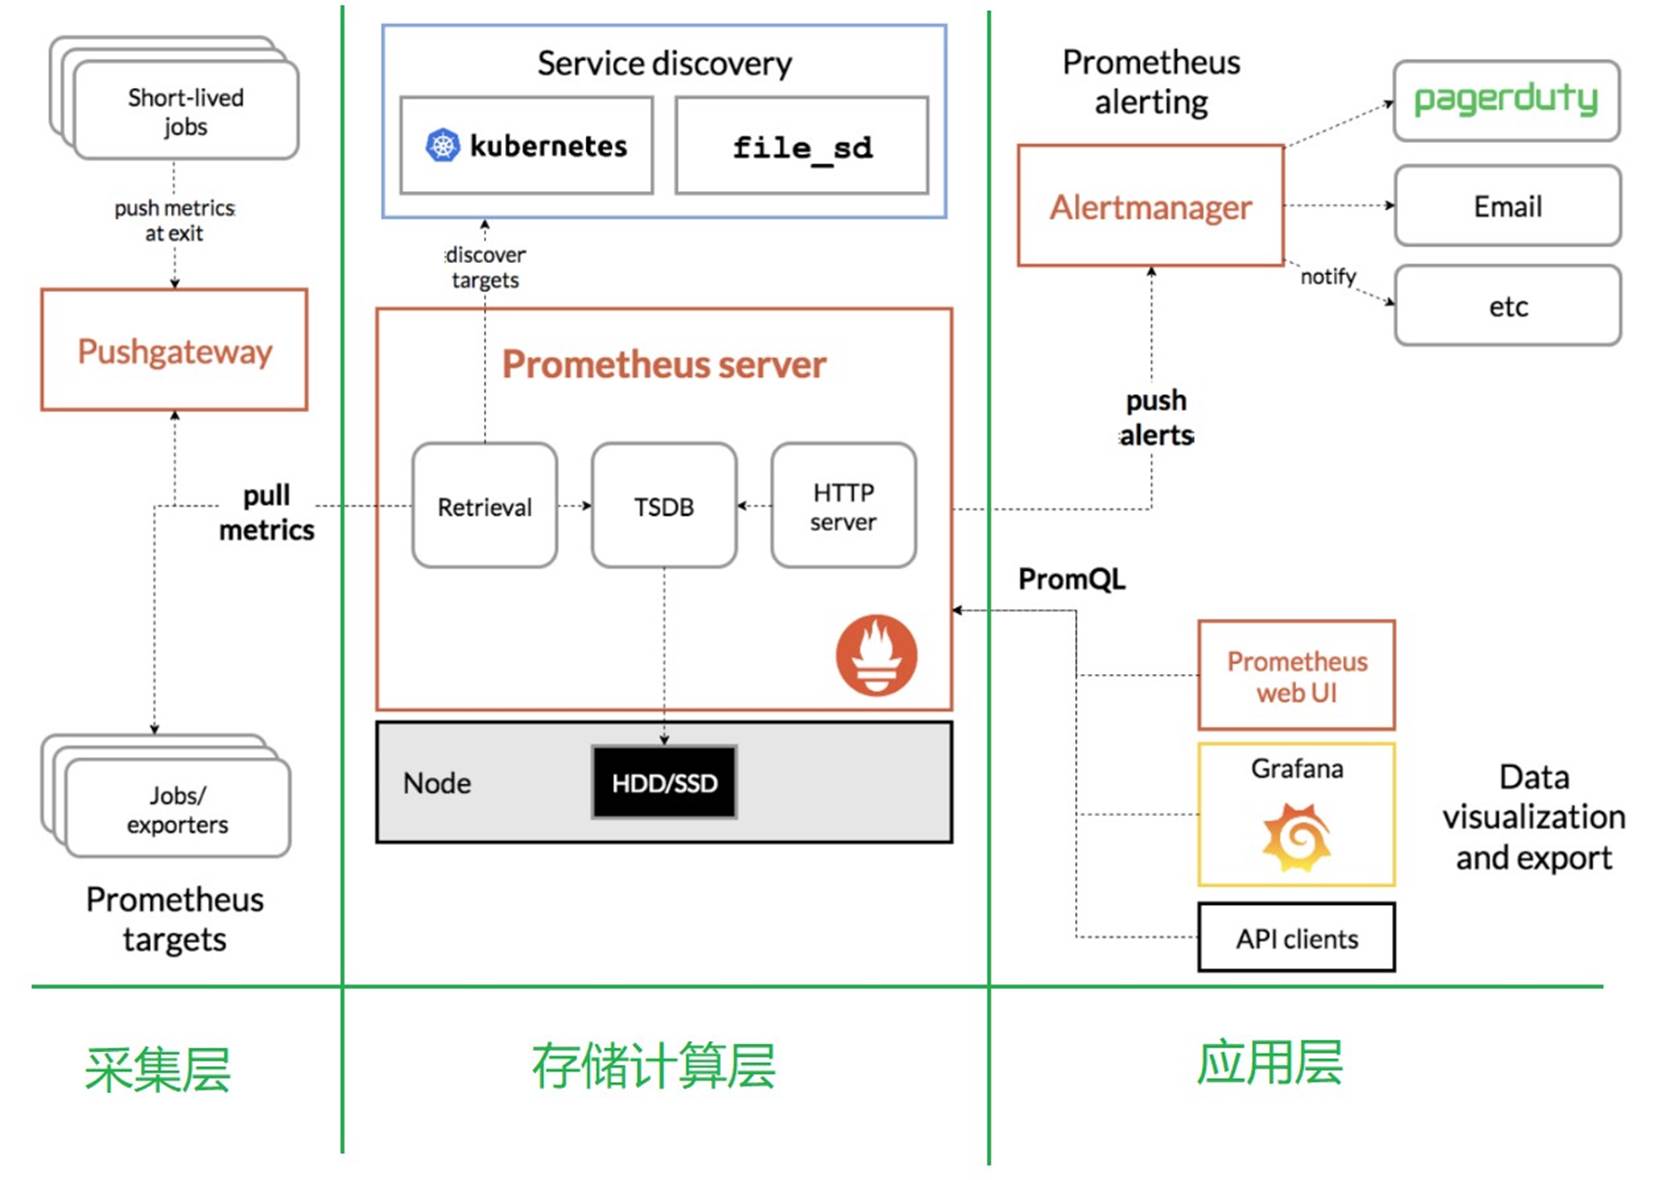 Short-lived
jobs
push metrics
at exit
Pushgateway
pull
metrics
Jobs/
exporters
Prometheus
targets
Service discovery
kubernetes
file_sd
discover
targets
Prometheus server
Retrieval
TSDB
HTTP
server
Node
HDD/SSD
Prometheus
alerting
Alertmanager
pagerduty
Email
notify
etc
push
alerts
PromQL
Prometheus
web UI
Grafana
API clients
Data
visualization
and export
采集层
存储计算层
应用层